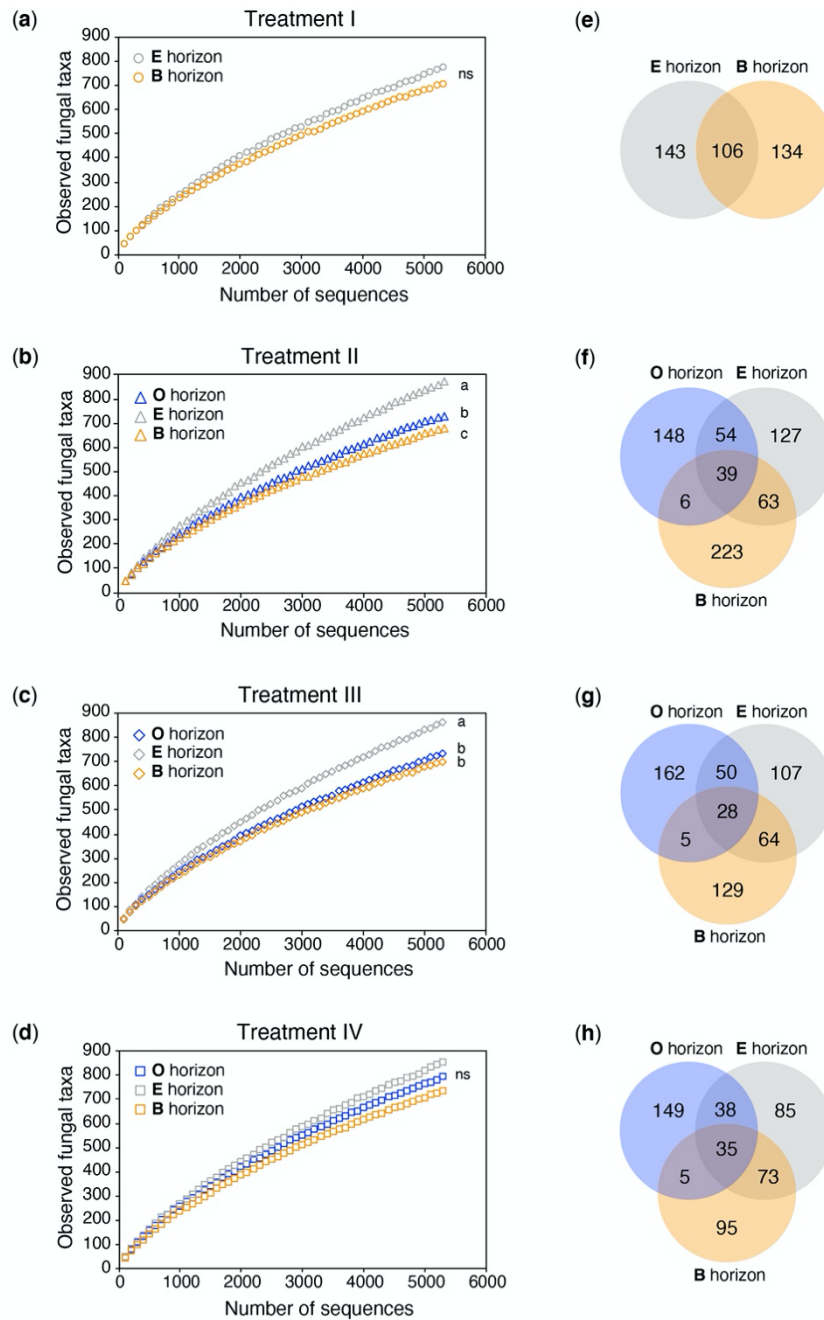 (a)
Treatment I
Observed fungal taxa
900
800
700
600
500
400
300
200
100
0
E horizon
B horizon
ns
0 1000 2000 3000 4000 5000 6000
Number of sequences
(e)
E horizon B horizon
143 106 134
(b)
Treatment II
Observed fungal taxa
900
800
700
600
500
400
300
200
100
0
O horizon
E horizon
B horizon
a
b
c
0 1000 2000 3000 4000 5000 6000
Number of sequences
(f)
O horizon E horizon
148 54 127
39
6 63
223
B horizon
(c)
Treatment III
Observed fungal taxa
900
800
700
600
500
400
300
200
100
0
O horizon
E horizon
B horizon
a
b
b
0 1000 2000 3000 4000 5000 6000
Number of sequences
(g)
O horizon E horizon
162 50 107
28
5 64
129
B horizon
(d)
Treatment IV
Observed fungal taxa
900
800
700
600
500
400
300
200
100
0
O horizon
E horizon
B horizon
ns
0 1000 2000 3000 4000 5000 6000
Number of sequences
(h)
O horizon E horizon
149 38 85
35
5 73
95
B horizon